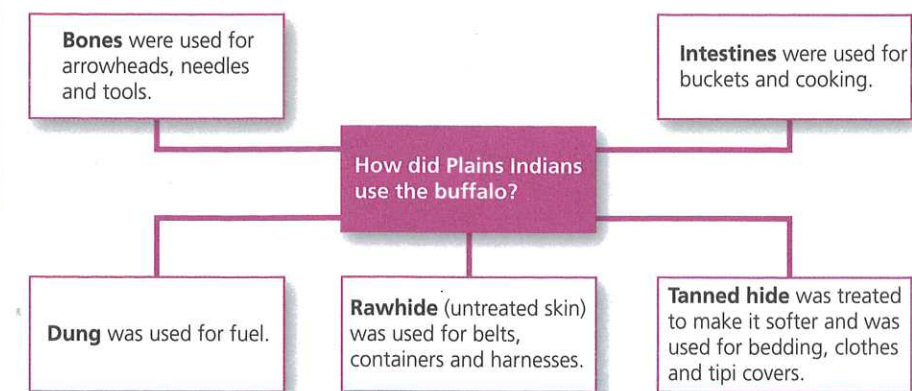 Bones were used for
arrowheads, needles
and tools.
Intestines were used for
buckets and cooking.
How did Plains Indians
use the buffalo?
Dung was used for fuel.
Rawhide (untreated skin)
was used for belts,
containers and harnesses.
Tanned hide was treated
to make it softer and was
used for bedding, clothes
and tipi covers.